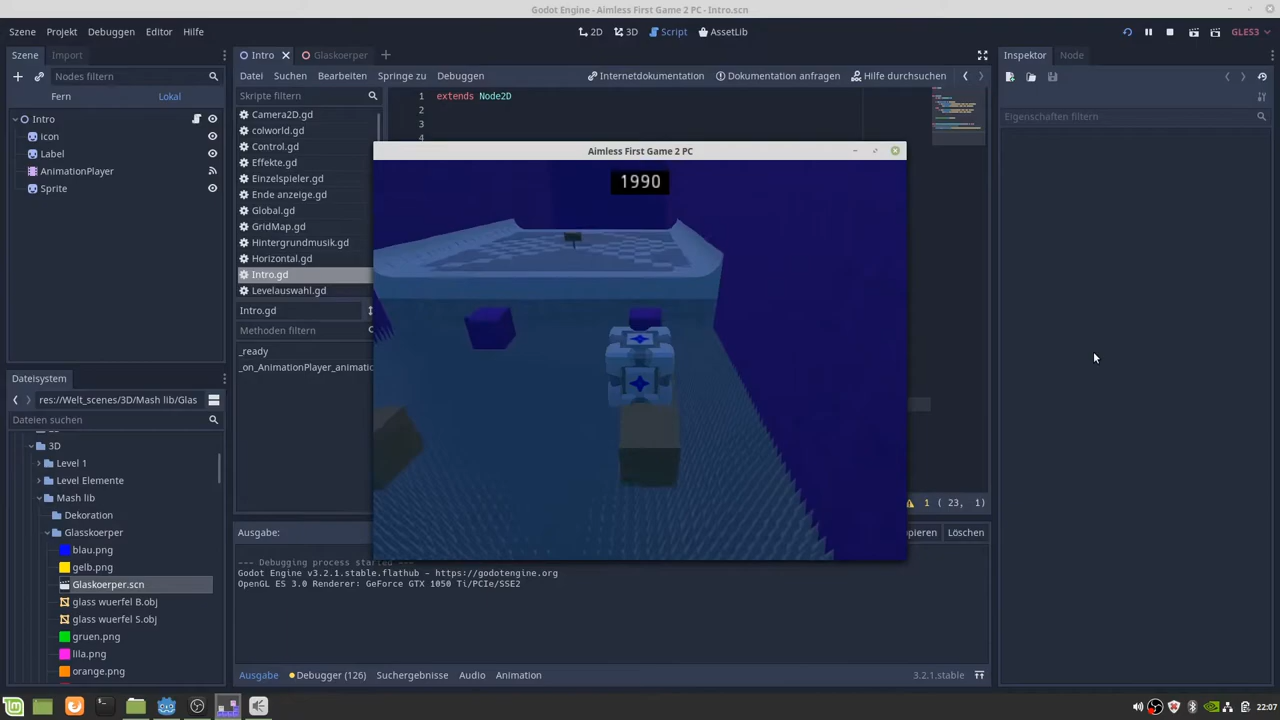 Godot Engine - Aimless First Game 2 PC - Intro.scn
Szene Projekt Debuggen Editor Hilfe
2D 3D Script AssetLib
GLES3
Szene Import
Nodes filtern
Fern Lokal
Intro
icon
Label
AnimationPlayer
Sprite
Dateisystem
res://Welt_scenes/3D/Mash lib/Glas
Dateien suchen
3D
Level 1
Level Elemente
Mash lib
Dekoration
Glasskoerper
blau.png
gelb.png
Glaskoerper.scn
glass wuerfel B.obj
glass wuerfel S.obj
gruen.png
lila.png
orange.png
Intro Glaskoerper
Datei Suchen Bearbeiten Springe zu Debuggen
Internetdokumentation Dokumentation anfragen Hilfe durchsuchen
Skripte filtern
Camera2D.gd
colworld.gd
Control.gd
Effekte.gd
Einzelspieler.gd
Ende anzeige.gd
Global.gd
GridMap.gd
Hintergrundmusik.gd
Horizontal.gd
Intro.gd
Levelauswahl.gd
Intro.gd
Methoden filtern
_ready
_on_AnimationPlayer_animatic
1 extends Node2D
2
3
4
Aimless First Game 2 PC
1990
1 ( 23, 1)
Ausgabe:
opieren Löschen
--- Debugging process started ---
Godot Engine v3.2.1.stable.flathub - https://godotengine.org
OpenGL ES 3.0 Renderer: GeForce GTX 1050 Ti/PCIe/SSE2
Ausgabe Debugger (126) Suchergebnisse Audio Animation
3.2.1.stable
Inspektor Node
Eigenschaften filtern
22:07